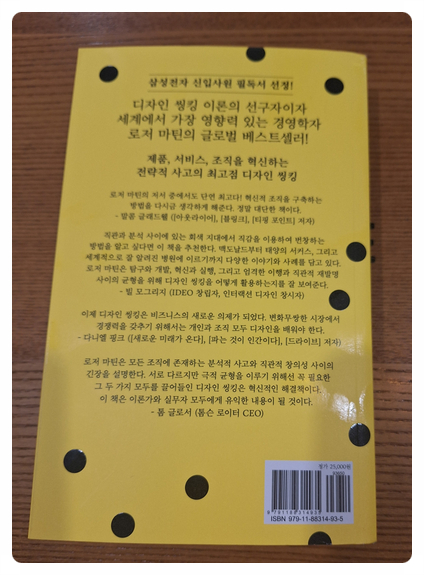 삼성전자 신입사원 필독서 선정!
디자인 씽킹 이론의 선구자이자
세계에서 가장 영향력 있는 경영학자
로저 마틴의 글로벌 베스트셀러!
제품, 서비스, 조직을 혁신하는
전략적 사고의 최고점 디자인 씽킹
로저 마틴의 저서 중에서도 단연 최고다! 혁신적 조직을 구축하는
방법을 다시금 생각하게 해준다. 정말 대단한 책이다.
- 말콤 글래드웰 ([아웃라이어], [블링크], [티핑 포인트] 저자)
직관과 분석 사이에 있는 회색 지대에서 직감을 이용하여 번창하는
방법을 알고 싶다면 이 책을 추천한다. 맥도날드부터 태양의 서커스, 그리고
세계적으로 잘 알려진 병원에 이르기까지 다양한 이야기와 사례를 담고 있다.
로저 마틴은 탐구와 개발, 혁신과 실행, 그리고 엄격한 이행과 직관적 재발명
사이의 균형을 위해 디자인 씽킹을 어떻게 활용하는지를 잘 보여준다.
- 빌 모그리지 (IDEO 창립자, 인터랙션 디자인 창시자)
이제 디자인 씽킹은 비즈니스의 새로운 의제가 되었다. 변화무쌍한 시장에서
경쟁력을 갖추기 위해서는 개인과 조직 모두 디자인을 배워야 한다.
- 다니엘 핑크 ([새로운 미래가 온다], [파는 것이 인간이다], [드라이브] 저자)
로저 마틴은 모든 조직에 존재하는 분석적 사고와 직관적 창의성 사이의
긴장을 설명한다. 서로 다르지만 극적 균형을 이루기 위해선 꼭 필요한
그 두 가지 모두를 끌어들인 디자인 씽킹은 혁신적인 해결책이다.
이 책은 이론가와 실무자 모두에게 유익한 내용이 될 것이다.
- 톰 글로서 (톰슨 로이터 CEO)
정가 25,000원
9 791188 314935
ISBN 979-11-88314-93-5